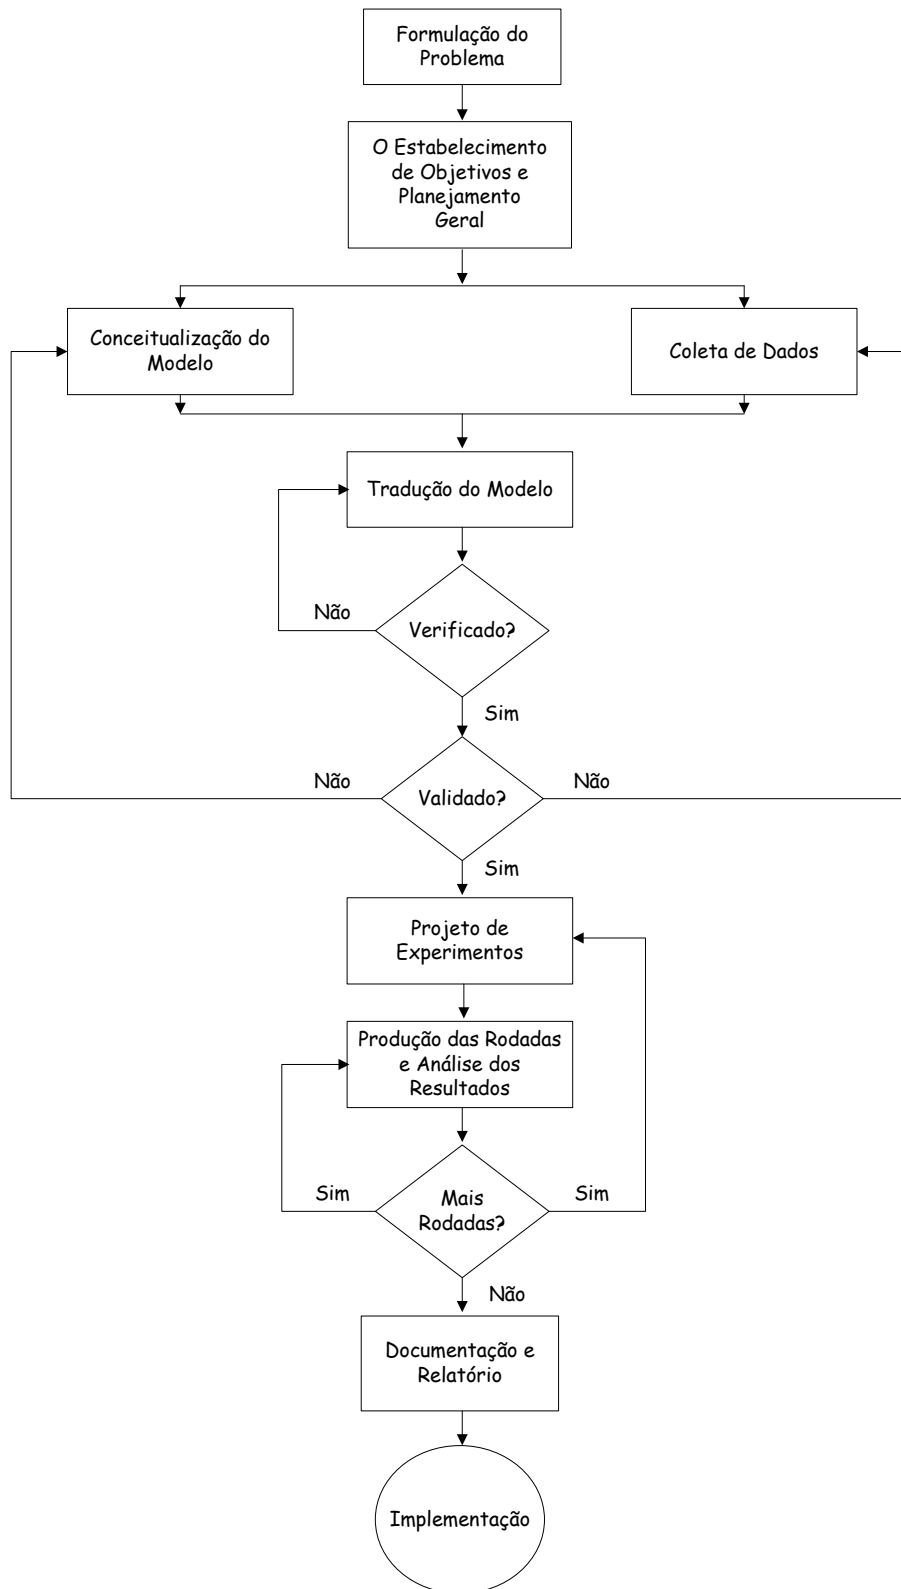 Formulação do
Problema
O Estabelecimento
de Objetivos e
Planejamento
Geral
Conceitualização do
Modelo
Coleta de Dados
Tradução do Modelo
Não
Verificado?
Sim
Não
Validado?
Não
Sim
Projeto de
Experimentos
Produção das Rodadas
e Análise dos
Resultados
Sim
Mais
Rodadas?
Sim
Não
Documentação e
Relatório
Implementação